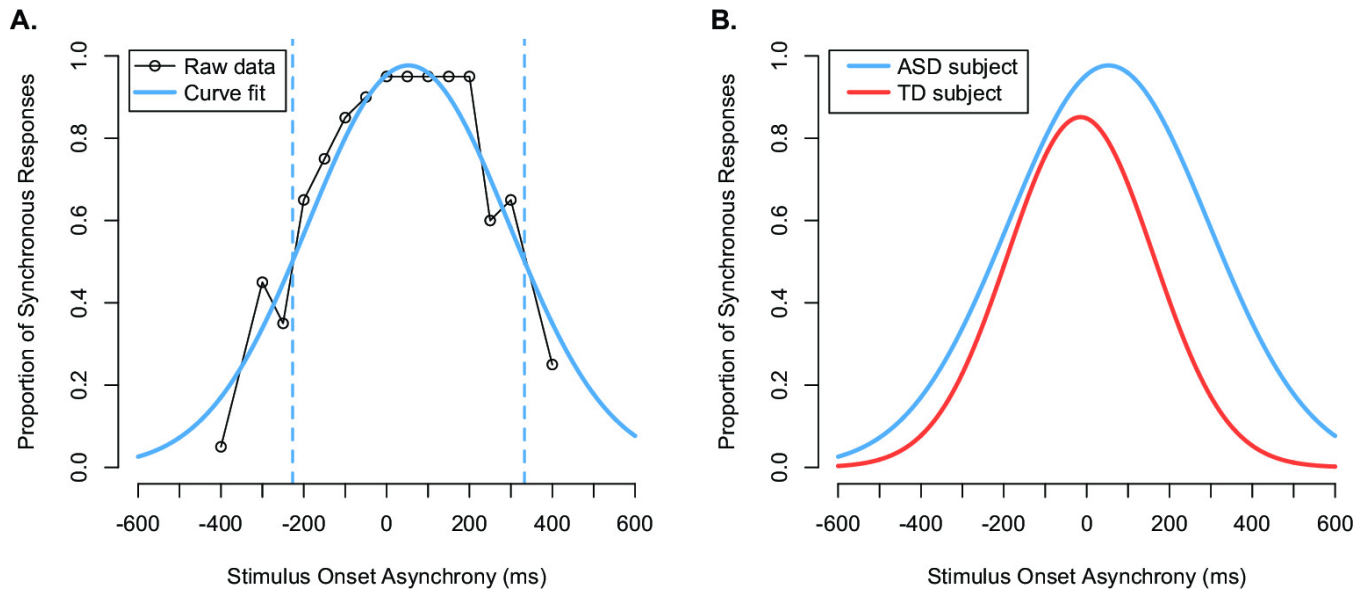 A.
Proportion of Synchronous Responses
1.0
0.8
0.6
0.4
0.2
0.0
Raw data
Curve fit
-600 -400 -200 0 200 400 600
Stimulus Onset Asynchrony (ms)
B.
Proportion of Synchronous Responses
1.0
0.8
0.6
0.4
0.2
0.0
ASD subject
TD subject
-600 -400 -200 0 200 400 600
Stimulus Onset Asynchrony (ms)